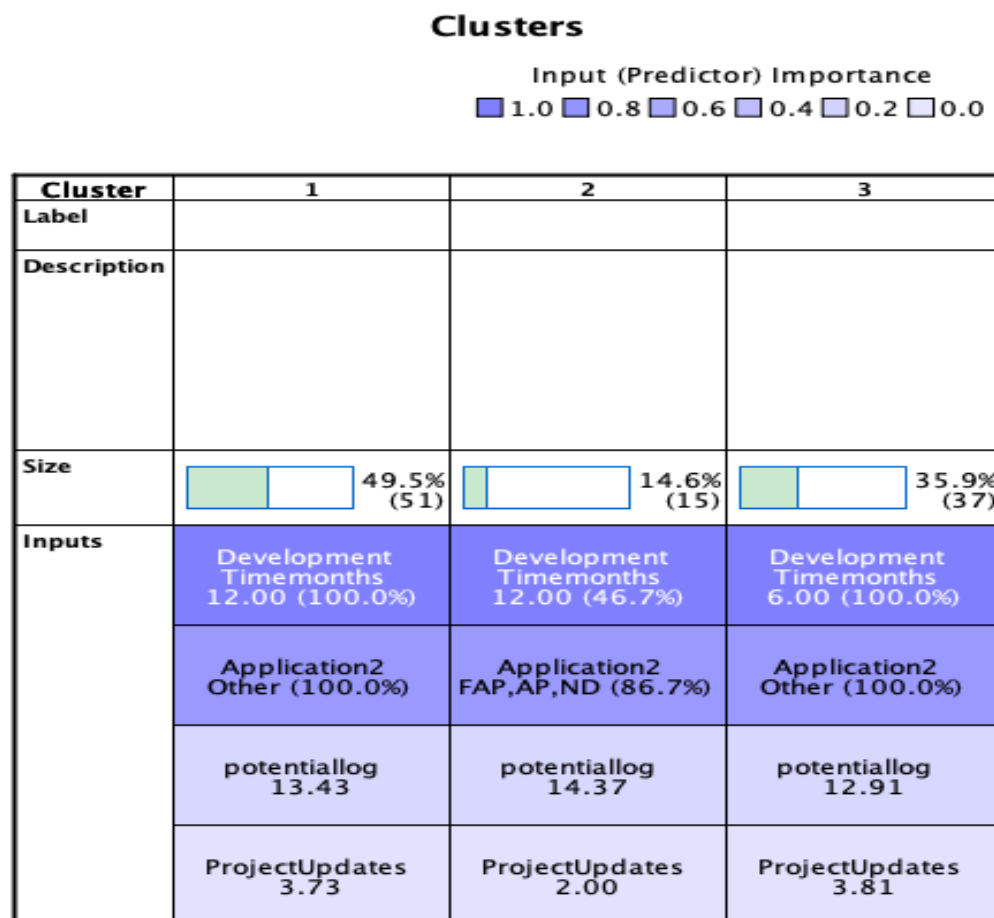 Clusters
Input (Predictor) Importance
1.0 0.8 0.6 0.4 0.2 0.0
Cluster 1 2 3
Label
Description
Size
49.5% (51)
14.6% (15)
35.9% (37)
Inputs
Development Timemonths 12.00 (100.0%)
Development Timemonths 12.00 (46.7%)
Development Timemonths 6.00 (100.0%)
Application2 Other (100.0%)
Application2 FAP,AP,ND (86.7%)
Application2 Other (100.0%)
potentiallog 13.43
potentiallog 14.37
potentiallog 12.91
ProjectUpdates 3.73
ProjectUpdates 2.00
ProjectUpdates 3.81